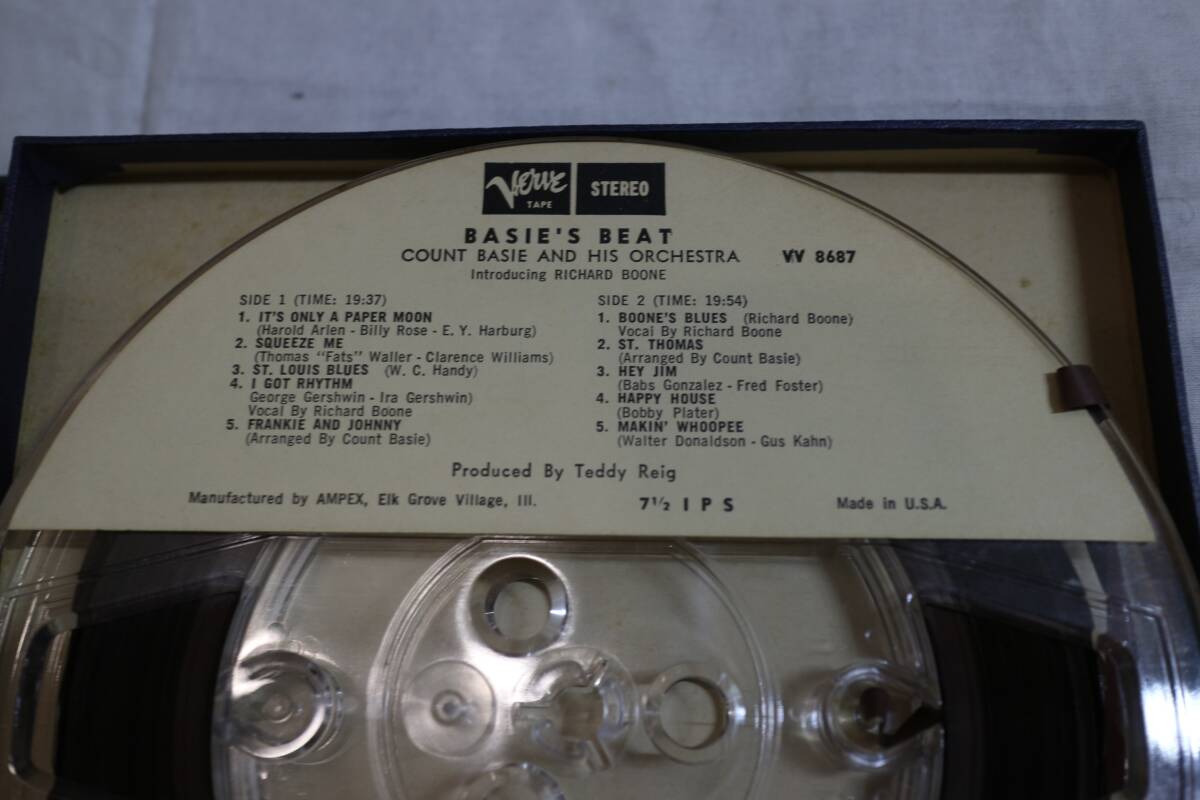 Verve
TAPE
STEREO
BASIE'S BEAT
COUNT BASIE AND HIS ORCHESTRA VV 8687
Introducing RICHARD BOONE
SIDE 1 (TIME: 19:37)
1. IT'S ONLY A PAPER MOON
(Harold Arlen - Billy Rose - E. Y. Harburg)
2. SQUEEZE ME
(Thomas "Fats" Waller - Clarence Williams)
3. ST. LOUIS BLUES (W. C. Handy)
4. I GOT RHYTHM
George Gershwin - Ira Gershwin)
Vocal By Richard Boone
5. FRANKIE AND JOHNNY
(Arranged By Count Basie)
SIDE 2 (TIME: 19:54)
1. BOONE'S BLUES (Richard Boone)
Vocal By Richard Boone
2. ST. THOMAS
(Arranged By Count Basie)
3. HEY JIM
(Babs Gonzalez - Fred Foster)
4. HAPPY HOUSE
(Bobby Plater)
5. MAKIN' WHOOPEE
(Walter Donaldson - Gus Kahn)
Produced By Teddy Reig
Manufactured by AMPEX, Elk Grove Village, Ill. 7½ I P S Made in U.S.A.